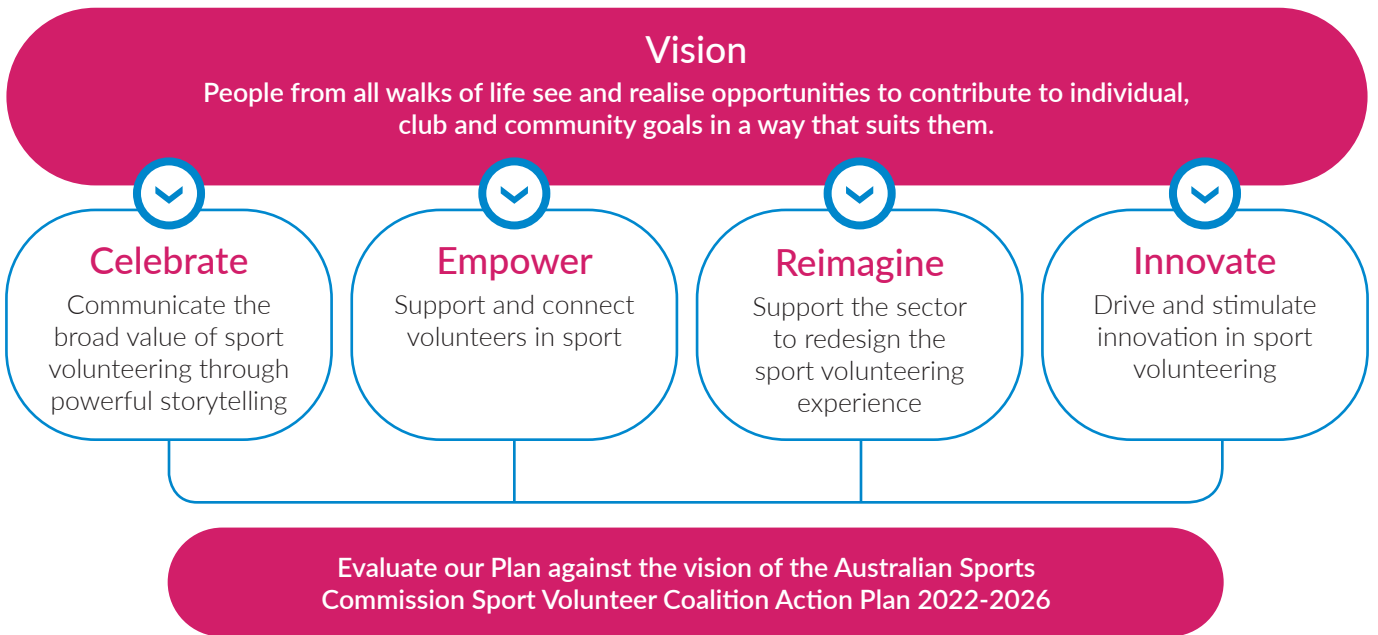 Vision
People from all walks of life see and realise opportunities to contribute to individual,
club and community goals in a way that suits them.
Celebrate
Communicate the
broad value of sport
volunteering through
powerful storytelling
Empower
Support and connect
volunteers in sport
Reimagine
Support the sector
to redesign the
sport volunteering
experience
Innovate
Drive and stimulate
innovation in sport
volunteering
Evaluate our Plan against the vision of the Australian Sports
Commission Sport Volunteer Coalition Action Plan 2022-2026